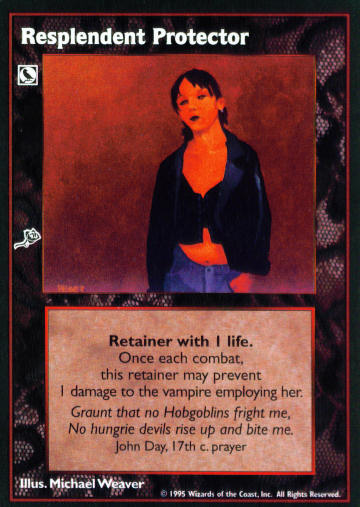 Resplendent Protector
Retainer with 1 life.
Once each combat,
this retainer may prevent
1 damage to the vampire employing her.
Graunt that no Hobgoblins fright me,
No hungrie devils rise up and bite me.
John Day, 17th c. prayer
Illus. Michael Weaver
© 1995 Wizards of the Coast, Inc. All Rights Reserved.